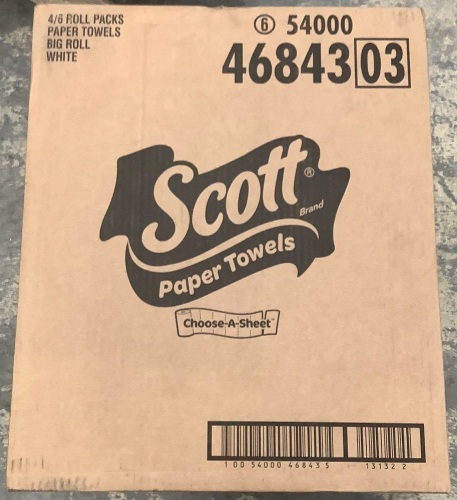 4/6 ROLL PACKS
PAPER TOWELS
BIG ROLL
WHITE
⑥ 54000
46843 03
Scott®
Brand
Paper Towels
Choose-A-Sheet™
1 00 54000 46843 5
13132 2